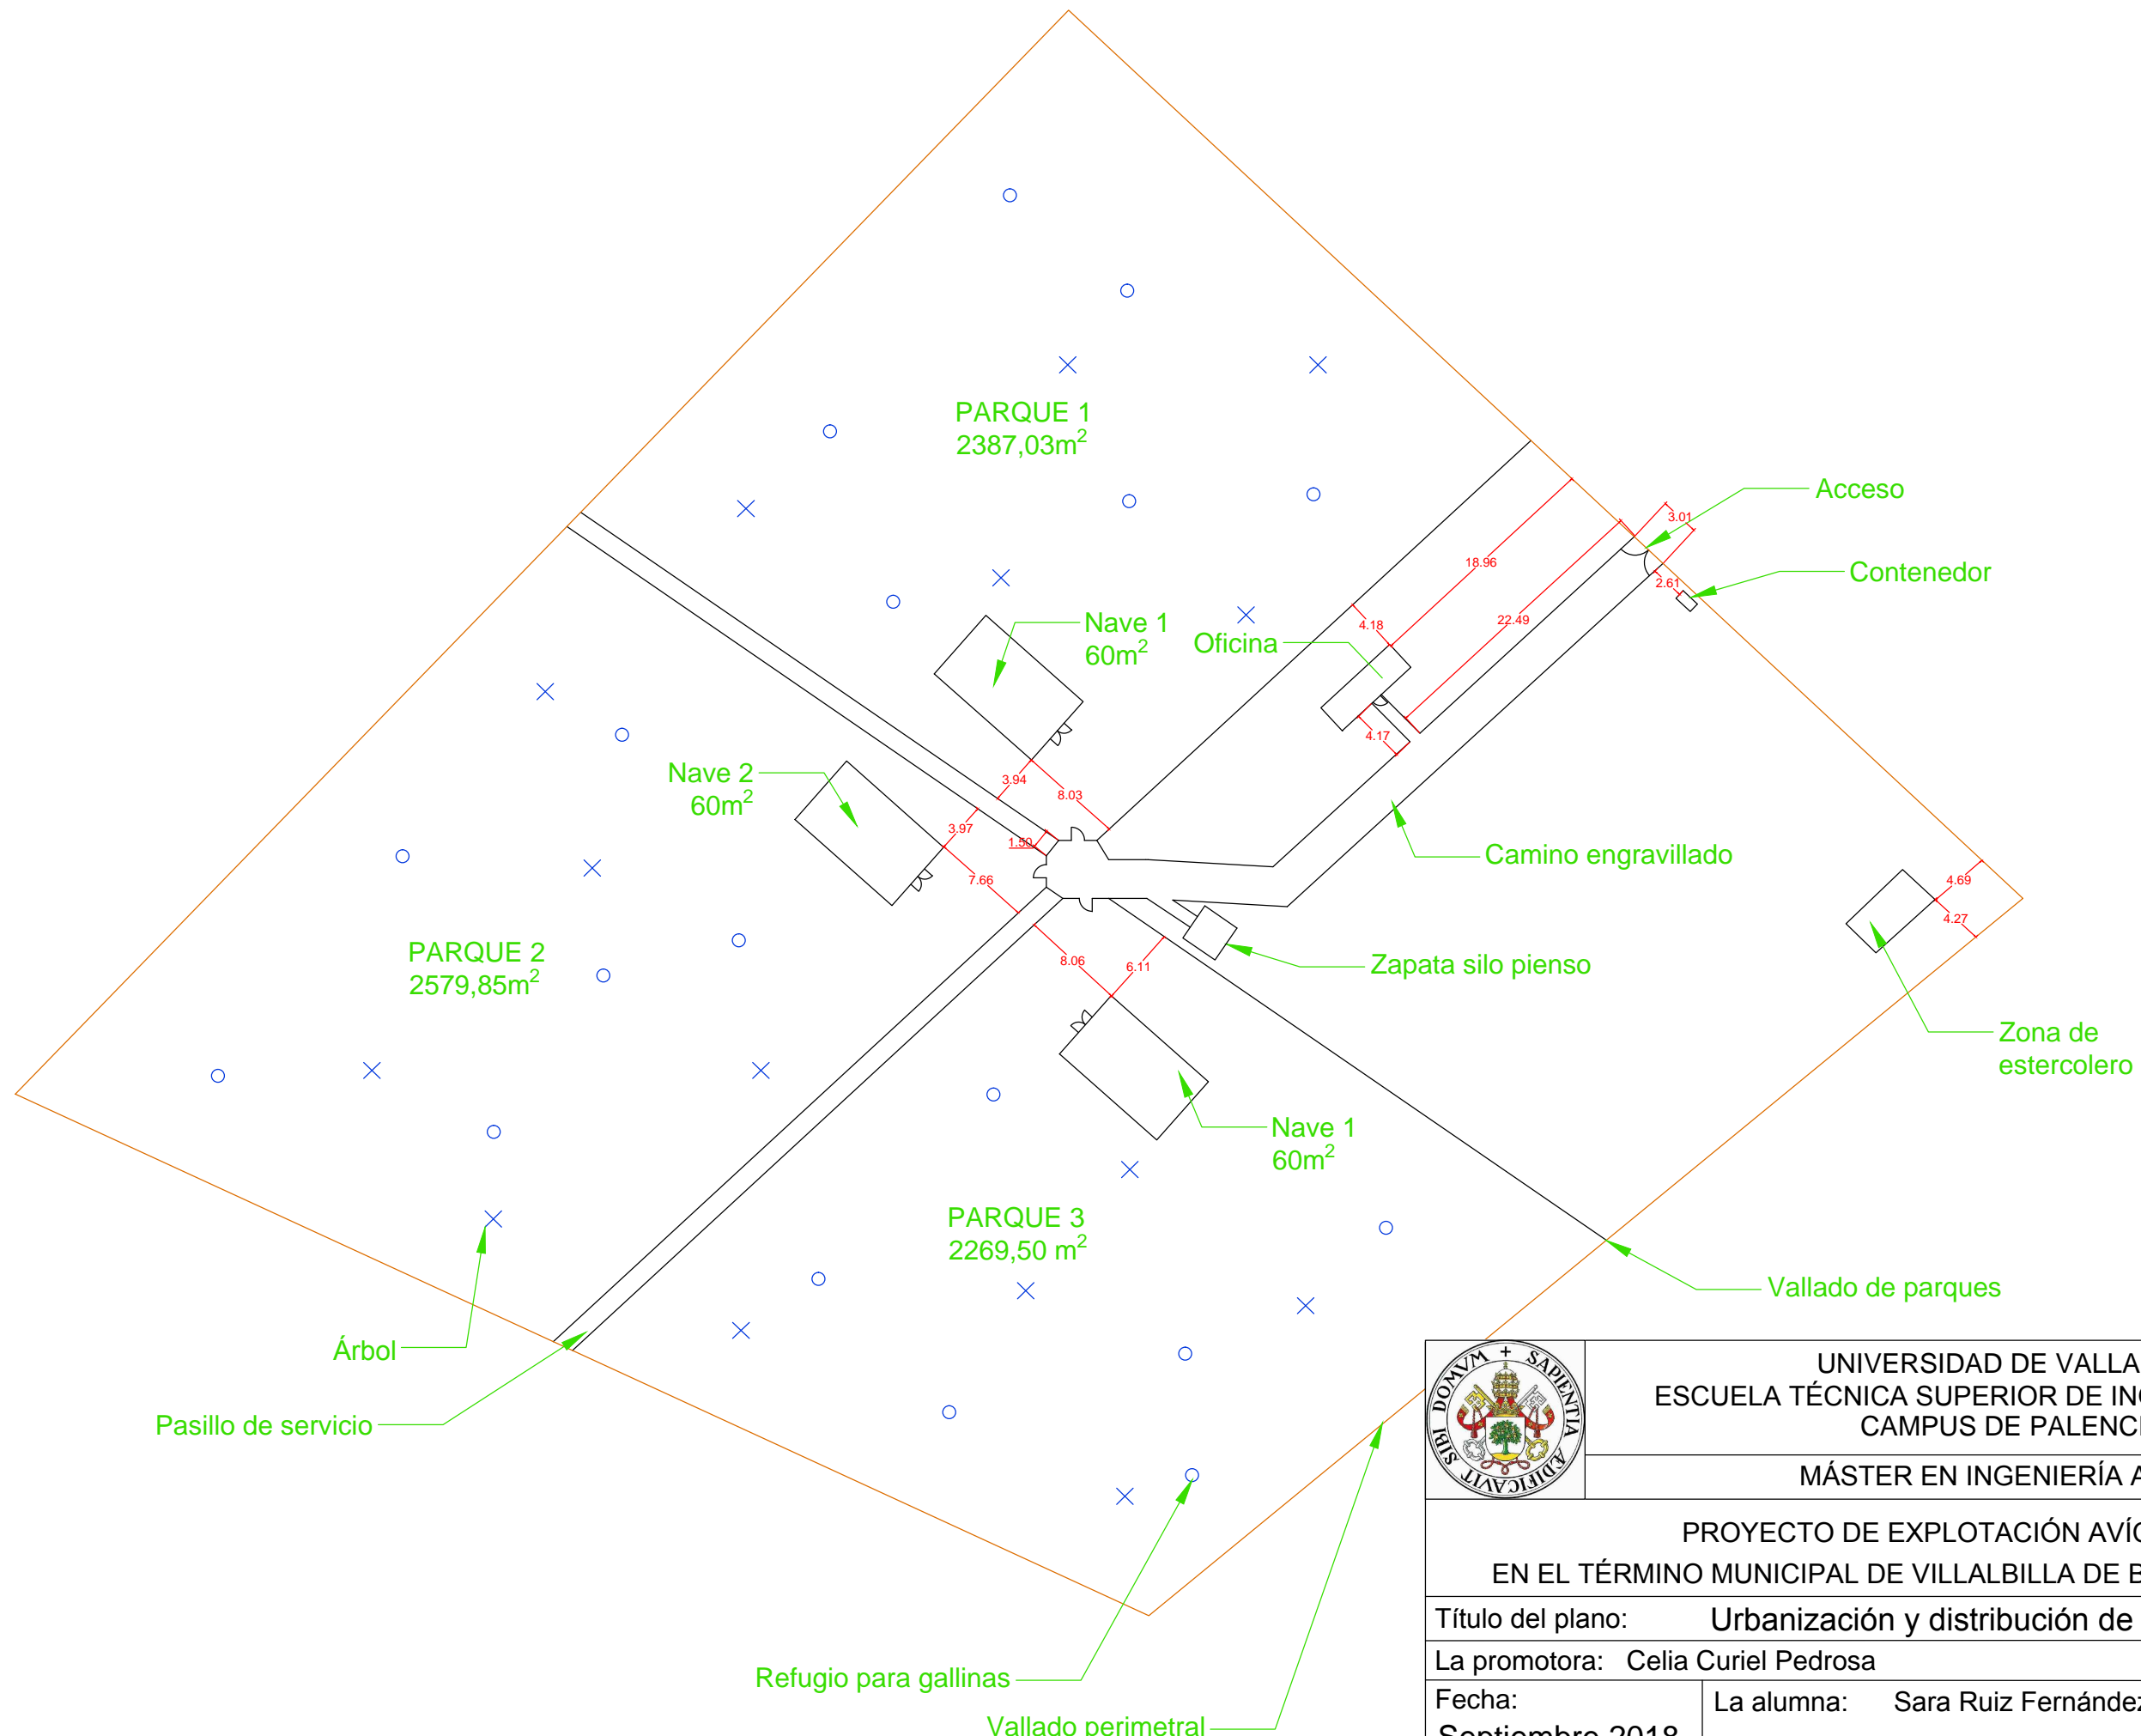 PARQUE 1
2387,03m²
Acceso
3.01
Contenedor
2.61
18.96
22.49
4.18
Oficina
Nave 1
60m²
4.17
Nave 2
60m²
3.94
8.03
3.97
1.50
7.66
Camino engravillado
4.69
4.27
PARQUE 2
2579,85m²
8.06
6.11
Zapata silo pienso
Zona de
estercolero
Nave 1
60m²
PARQUE 3
2269,50 m²
Vallado de parques
Árbol
Pasillo de servicio
Refugio para gallinas
Vallado perimetral
SIBI DOMVM + SAPIENTIA ÆDIFICAVIT
UNIVERSIDAD DE VALLA
ESCUELA TÉCNICA SUPERIOR DE
CAMPUS DE PALENC
MÁSTER EN INGENIERÍA A
PROYECTO DE EXPLOTACIÓN AVÍ
EN EL TÉRMINO MUNICIPAL DE VILLALBILLA DE B
Título del plano: Urbanización y distribución de
La promotora: Celia Curiel Pedrosa
Fecha:
Septiembre 2018
La alumna: Sara Ruiz Fernández